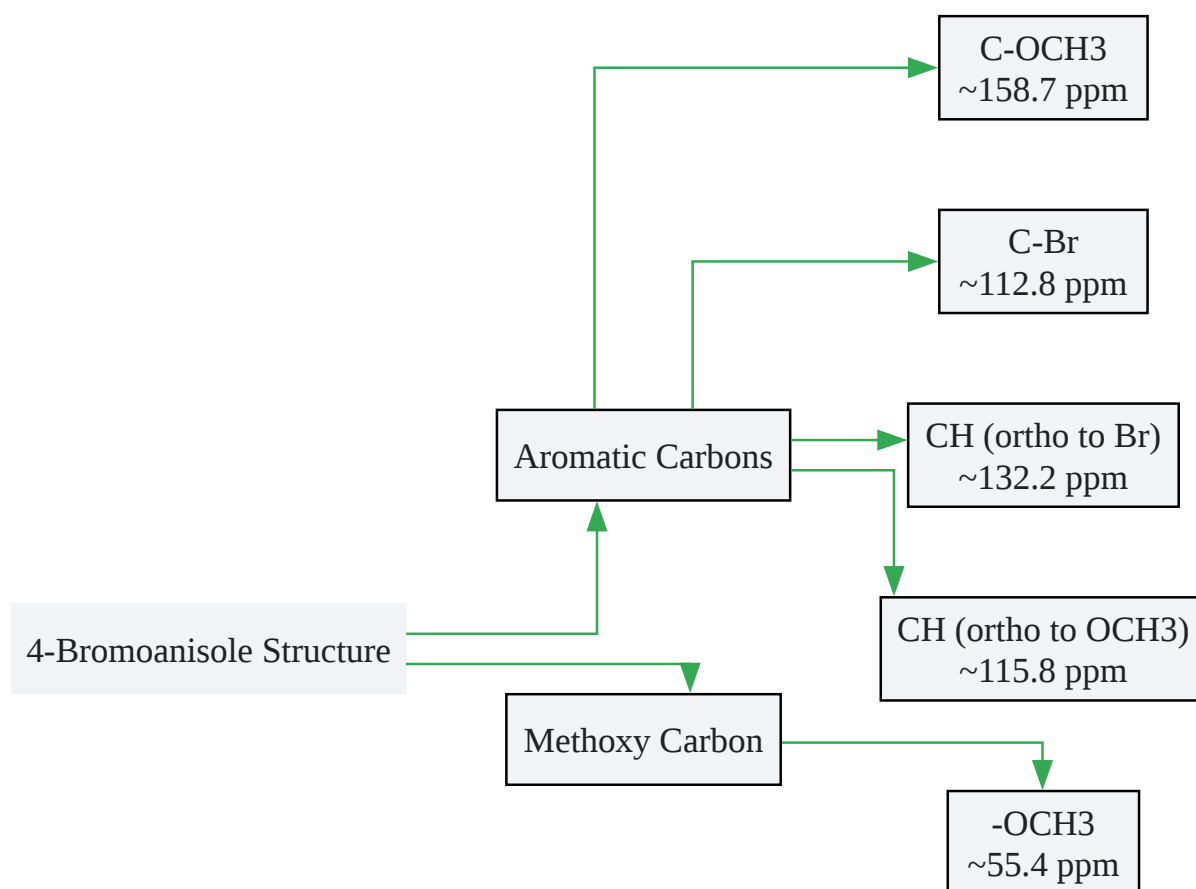 C-OCH3
~158.7 ppm
C-Br
~112.8 ppm
Aromatic Carbons
CH (ortho to Br)
~132.2 ppm
4-Bromoanisole Structure
CH (ortho to OCH3)
~115.8 ppm
Methoxy Carbon
-OCH3
~55.4 ppm